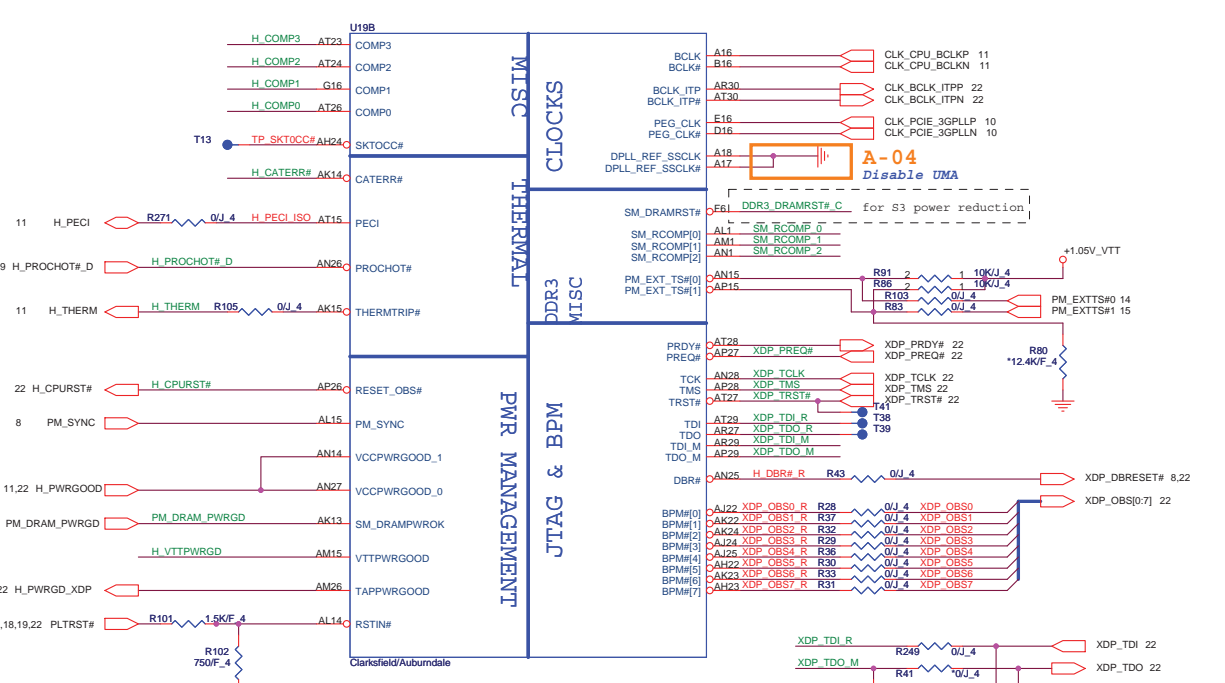 U19B
H_COMP3 AT23 COMP3
H_COMP2 AT24 COMP2
H_COMP1 G16 COMP1
H_COMP0 AT26 COMP0
T13 TP_SKT0CC# AH24 SKTOCC#
H_CATERR# AK14 CATERR#
11 H_PECI R271 0/J_4 H_PECI_ISO AT15 PECI
9 H_PROCHOT#_D H_PROCHOT#_D AN26 PROCHOT#
11 H_THERM H_THERM R105 0/J_4 AK15 THERMTRIP#
22 H_CPURST# H_CPURST# AP26 RESET_OBS#
8 PM_SYNC AL15 PM_SYNC
AN14 VCCPWRGOOD_1
11,22 H_PWRGOOD AN27 VCCPWRGOOD_0
PM_DRAM_PWRGD PM_DRAM_PWRGD AK13 SM_DRAMPWROK
H_VTTPWRGD AM15 VTTPWRGOOD
22 H_PWRGD_XDP AM26 TAPPWRGOOD
,18,19,22 PLTRST# R101 1.5K/F_4 AL14 RSTIN#
R102
750/F_4
Clarksfield/Auburndale
MISC
THERMAL
PWR MANAGEMENT
CLOCKS
DDR3
MISC
JTAG & BPM
BCLK A16 CLK_CPU_BCLKP 11
BCLK# B16 CLK_CPU_BCLKN 11
BCLK_ITP AR30 CLK_BCLK_ITPP 22
BCLK_ITP# AT30 CLK_BCLK_ITPN 22
PEG_CLK E16 CLK_PCIE_3GPLLP 10
PEG_CLK# D16 CLK_PCIE_3GPLLN 10
DPLL_REF_SSCLK A18
DPLL_REF_SSCLK# A17
A-04
Disable UMA
SM_DRAMRST# F6 DDR3_DRAMRST#_C for S3 power reduction
SM_RCOMP[0] AL1 SM_RCOMP_0
SM_RCOMP[1] AM1 SM_RCOMP_1
SM_RCOMP[2] AN1 SM_RCOMP_2
+1.05V_VTT
PM_EXT_TS#[0] AN15 R91 2 1 10K/J_4
PM_EXT_TS#[1] AP15 R86 2 1 10K/J_4
R103 0/J_4 PM_EXTTS#0 14
R83 0/J_4 PM_EXTTS#1 15
R80
*12.4K/F_4
PRDY# AT28 XDP_PRDY# 22
PREQ# AP27 XDP_PREQ# XDP_PREQ# 22
TCK AN28 XDP_TCLK XDP_TCLK 22
TMS AP28 XDP_TMS XDP_TMS 22
TRST# AT27 XDP_TRST# XDP_TRST# 22
T41
TDI AT29 XDP_TDI_R T38
TDO AR27 XDP_TDO_R T39
TDI_M AR29 XDP_TDI_M
TDO_M AP29 XDP_TDO_M
DBR# AN25 H_DBR#_R R43 0/J_4 XDP_DBRESET# 8,22
XDP_OBS[0:7] 22
BPM#[0] AJ22 XDP_OBS0_R R28 0/J_4 XDP_OBS0
BPM#[1] AK22 XDP_OBS1_R R37 0/J_4 XDP_OBS1
BPM#[2] AK24 XDP_OBS2_R R32 0/J_4 XDP_OBS2
BPM#[3] AJ24 XDP_OBS3_R R29 0/J_4 XDP_OBS3
BPM#[4] AJ25 XDP_OBS4_R R36 0/J_4 XDP_OBS4
BPM#[5] AH22 XDP_OBS5_R R30 0/J_4 XDP_OBS5
BPM#[6] AK23 XDP_OBS6_R R33 0/J_4 XDP_OBS6
BPM#[7] AH23 XDP_OBS7_R R31 0/J_4 XDP_OBS7
XDP_TDI_R R249 0/J_4 XDP_TDI 22
XDP_TDO_M R41 *0/J_4 XDP_TDO 22